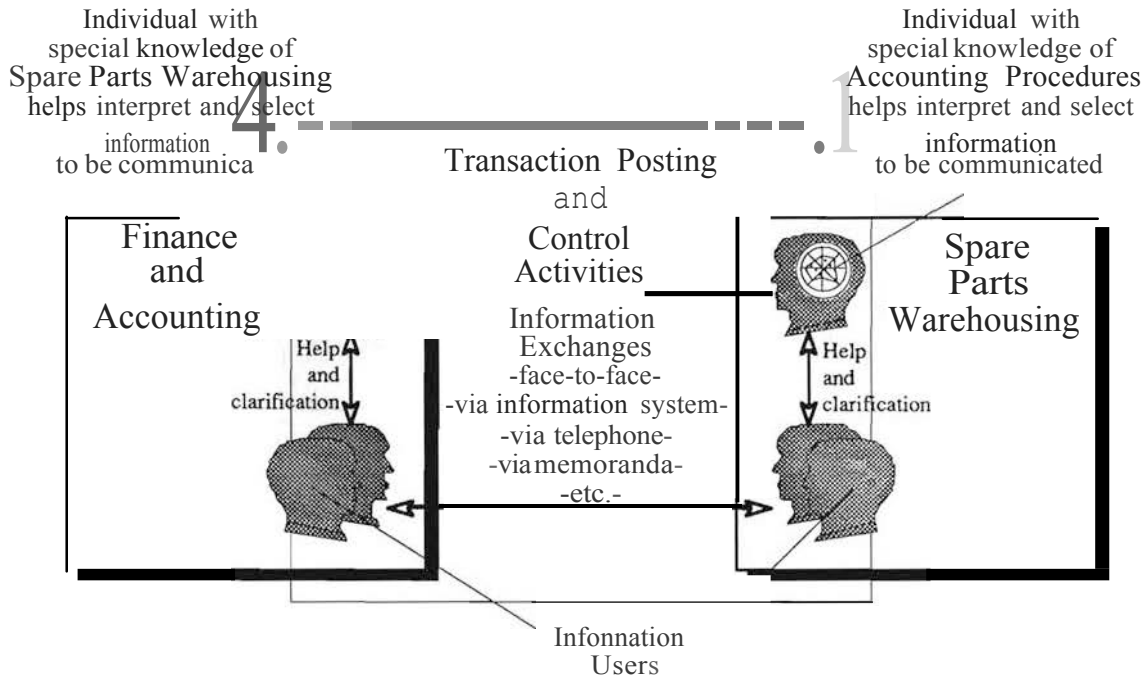 Individual with
special knowledge of
Spare Parts Warehousing
helps interpret and select
information
to be communica
4.
.1
Individual with
special knowledge of
Accounting Procedures
helps interpret and select
information
to be communicated
Transaction Posting
and
Control
Activities
Finance
and
Accounting
Help
and
clarification
Information
Exchanges
-face-to-face-
-via information system-
-via telephone-
-via memoranda-
-etc.-
Spare
Parts
Warehousing
Help
and
clarification
Infonnation
Users